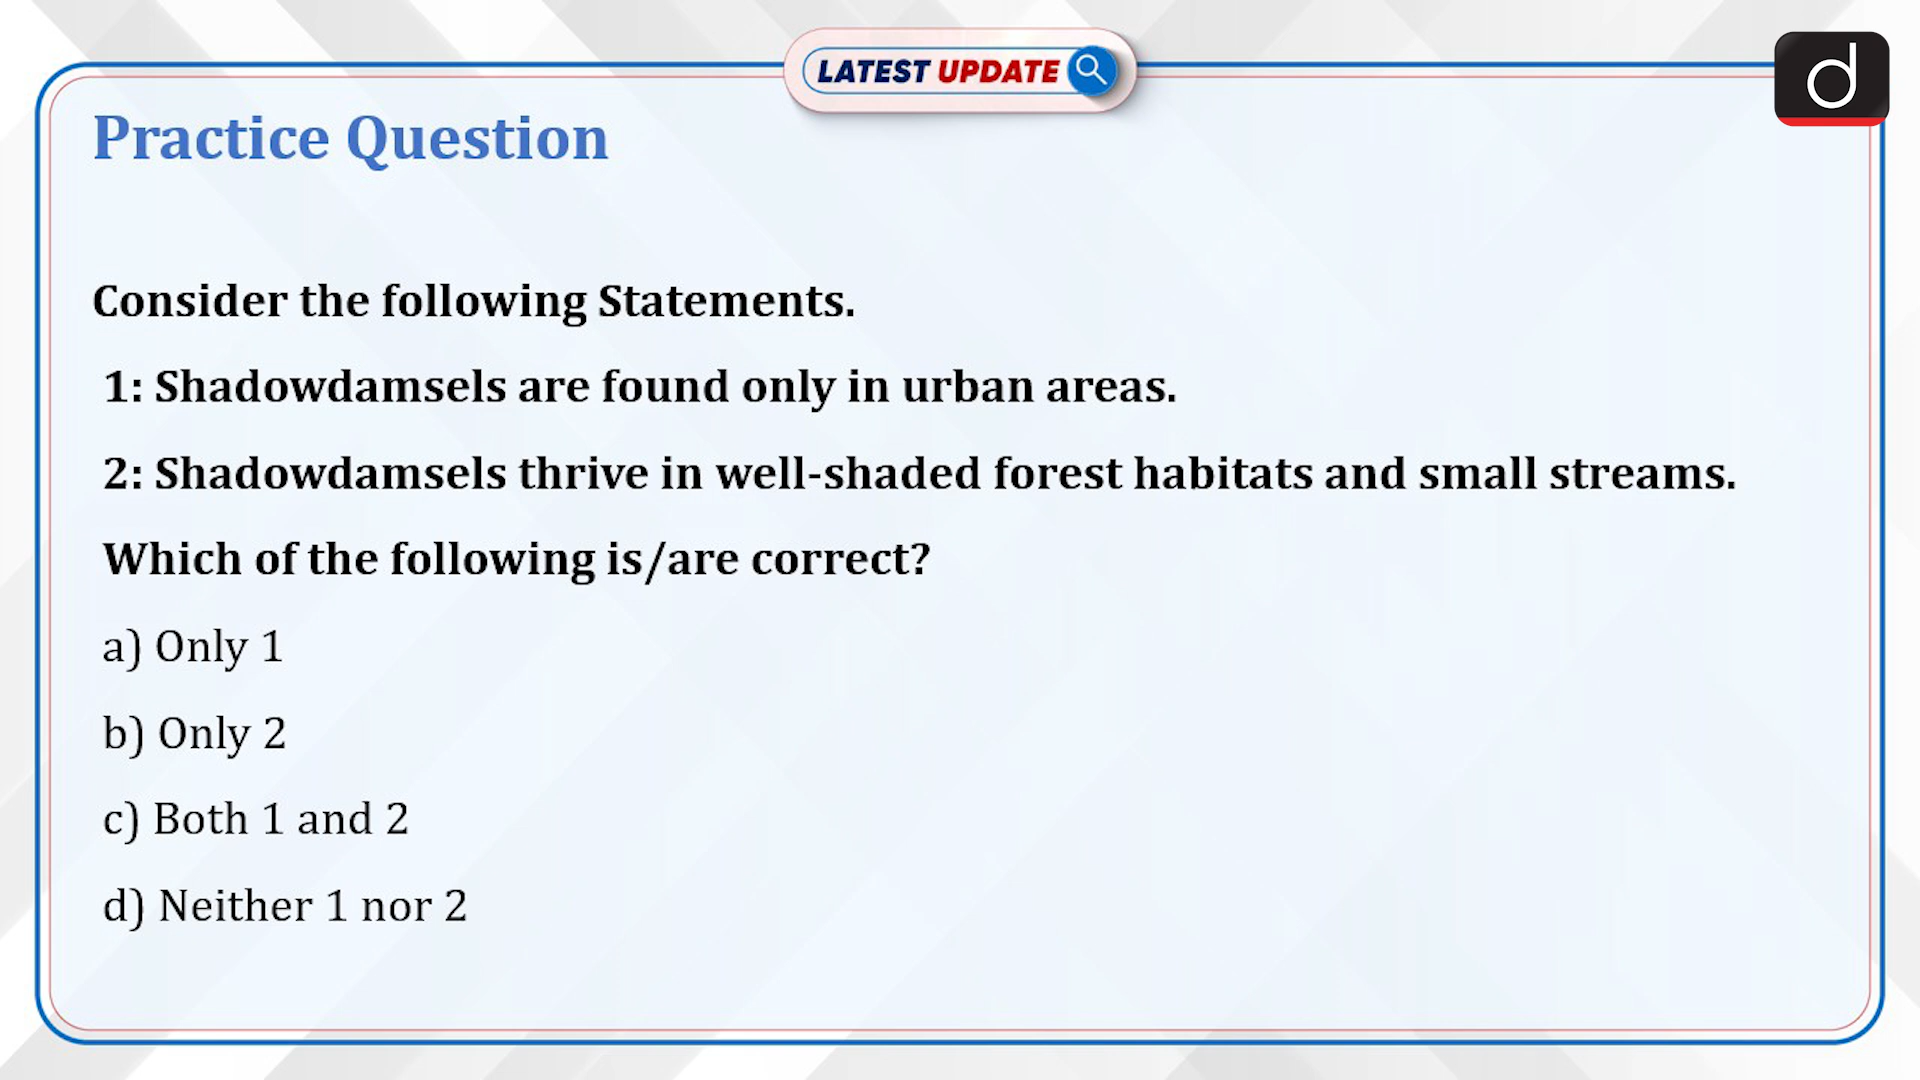 LATEST UPDATE
d
Practice Question
Consider the following Statements.
1: Shadowdamsels are found only in urban areas.
2: Shadowdamsels thrive in well-shaded forest habitats and small streams.
Which of the following is/are correct?
a) Only 1
b) Only 2
c) Both 1 and 2
d) Neither 1 nor 2